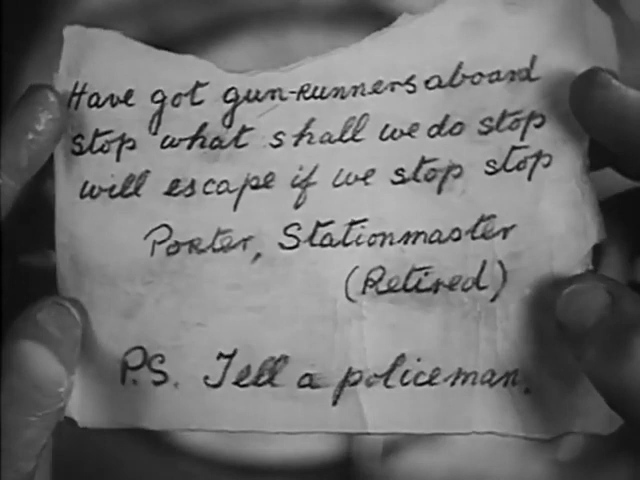 Have got gun-runners aboard
stop what shall we do stop
will escape if we stop stop
Porter, Stationmaster
(Retired)
P.S. Tell a policeman.